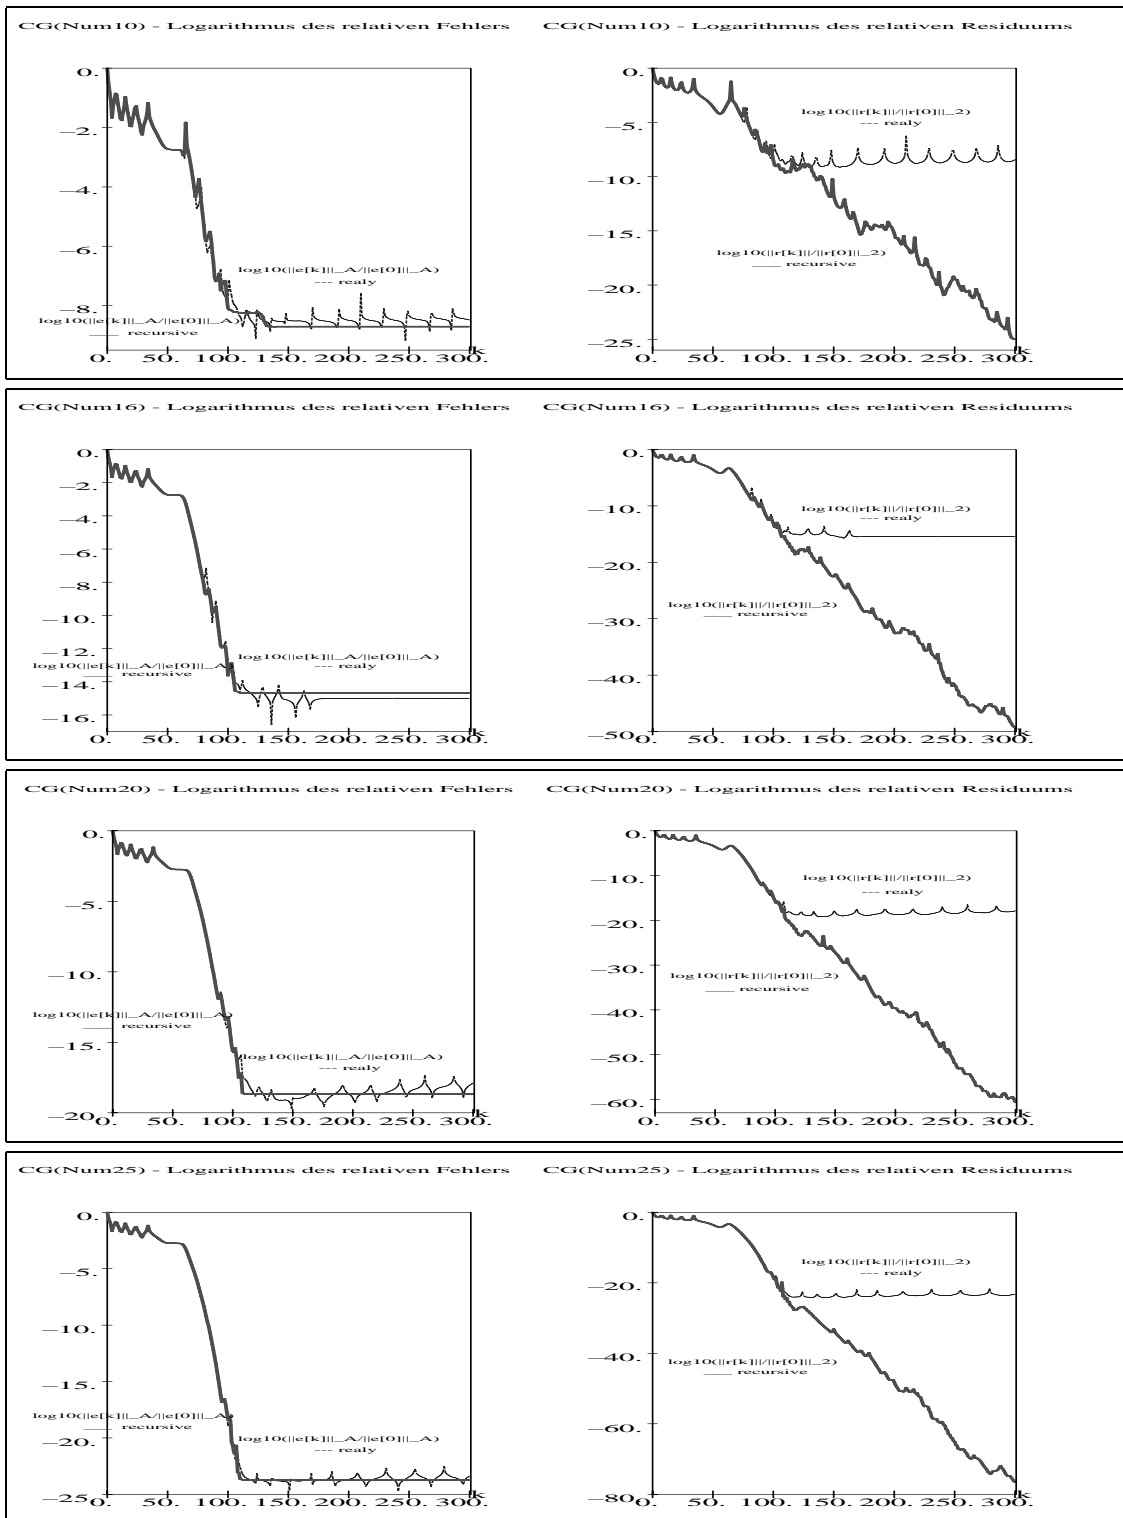 CG(Num10) - Logarithmus des relativen Fehlers
0.
−2.
−4.
−6.
−8.
log10(||e[k]||_A/||e[0]||_A)
--- realy
log10(||e[k]||_A/||e[0]||_A)
___ recursive
0. 50. 100. 150. 200. 250. 300. k
CG(Num10) - Logarithmus des relativen Residuums
0.
−5.
−10.
−15.
−20.
−25.
log10(||r[k]||/||r[0]||_2)
--- realy
log10(||r[k]||/||r[0]||_2)
___ recursive
0. 50. 100. 150. 200. 250. 300. k
CG(Num16) - Logarithmus des relativen Fehlers
0.
−2.
−4.
−6.
−8.
−10.
−12.
−14.
−16.
log10(||e[k]||_A/||e[0]||_A)
--- realy
log10(||e[k]||_A/||e[0]||_A)
___ recursive
0. 50. 100. 150. 200. 250. 300. k
CG(Num16) - Logarithmus des relativen Residuums
0.
−10.
−20.
−30.
−40.
−50.
log10(||r[k]||/||r[0]||_2)
--- realy
log10(||r[k]||/||r[0]||_2)
___ recursive
0. 50. 100. 150. 200. 250. 300. k
CG(Num20) - Logarithmus des relativen Fehlers
0.
−5.
−10.
−15.
−20.
log10(||e[k]||_A/||e[0]||_A)
___ recursive
log10(||e[k]||_A/||e[0]||_A)
--- realy
0. 50. 100. 150. 200. 250. 300. k
CG(Num20) - Logarithmus des relativen Residuums
0.
−10.
−20.
−30.
−40.
−50.
−60.
log10(||r[k]||/||r[0]||_2)
--- realy
log10(||r[k]||/||r[0]||_2)
___ recursive
0. 50. 100. 150. 200. 250. 300. k
CG(Num25) - Logarithmus des relativen Fehlers
0.
−5.
−10.
−15.
−20.
−25.
log10(||e[k]||_A/||e[0]||_A)
___ recursive
log10(||e[k]||_A/||e[0]||_A)
--- realy
0. 50. 100. 150. 200. 250. 300. k
CG(Num25) - Logarithmus des relativen Residuums
0.
−20.
−40.
−60.
−80.
log10(||r[k]||/||r[0]||_2)
--- realy
log10(||r[k]||/||r[0]||_2)
___ recursive
0. 50. 100. 150. 200. 250. 300. k